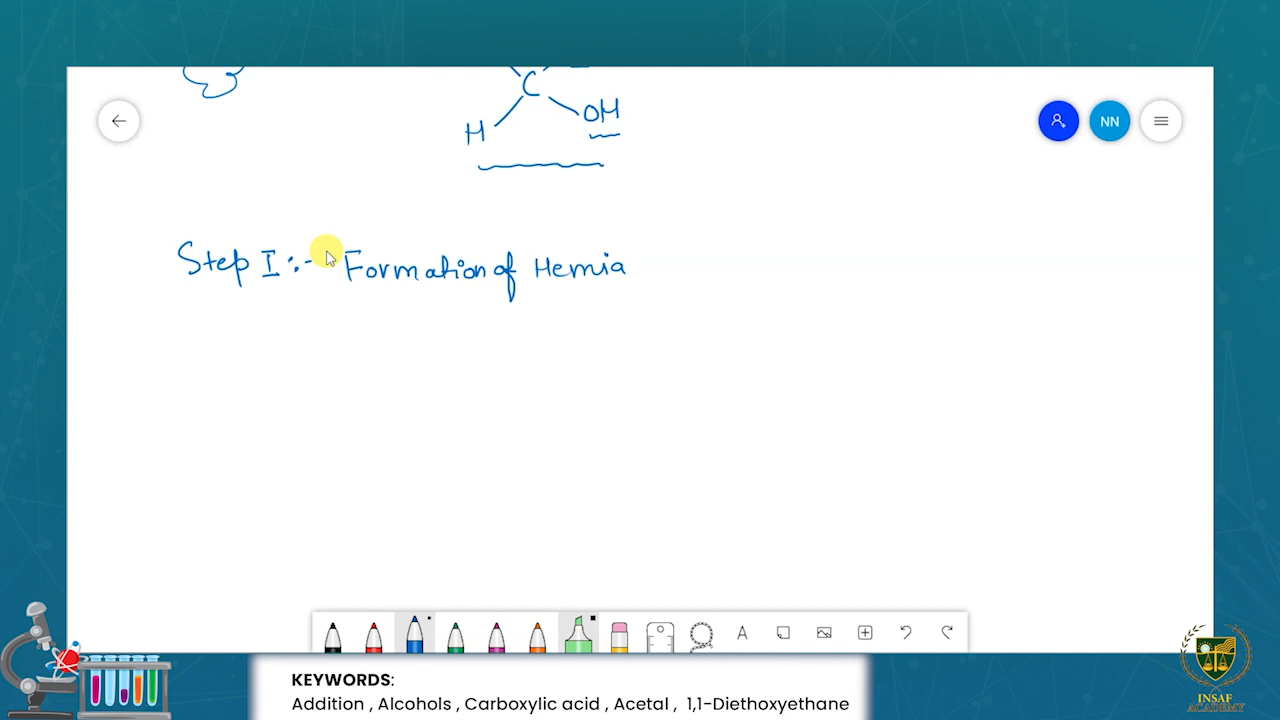 C
H
OH
NN
Step I :- Formation of Hemia
A
KEYWORDS:
Addition , Alcohols , Carboxylic acid , Acetal , 1,1-Diethoxyethane
INSAF
ACADEMY